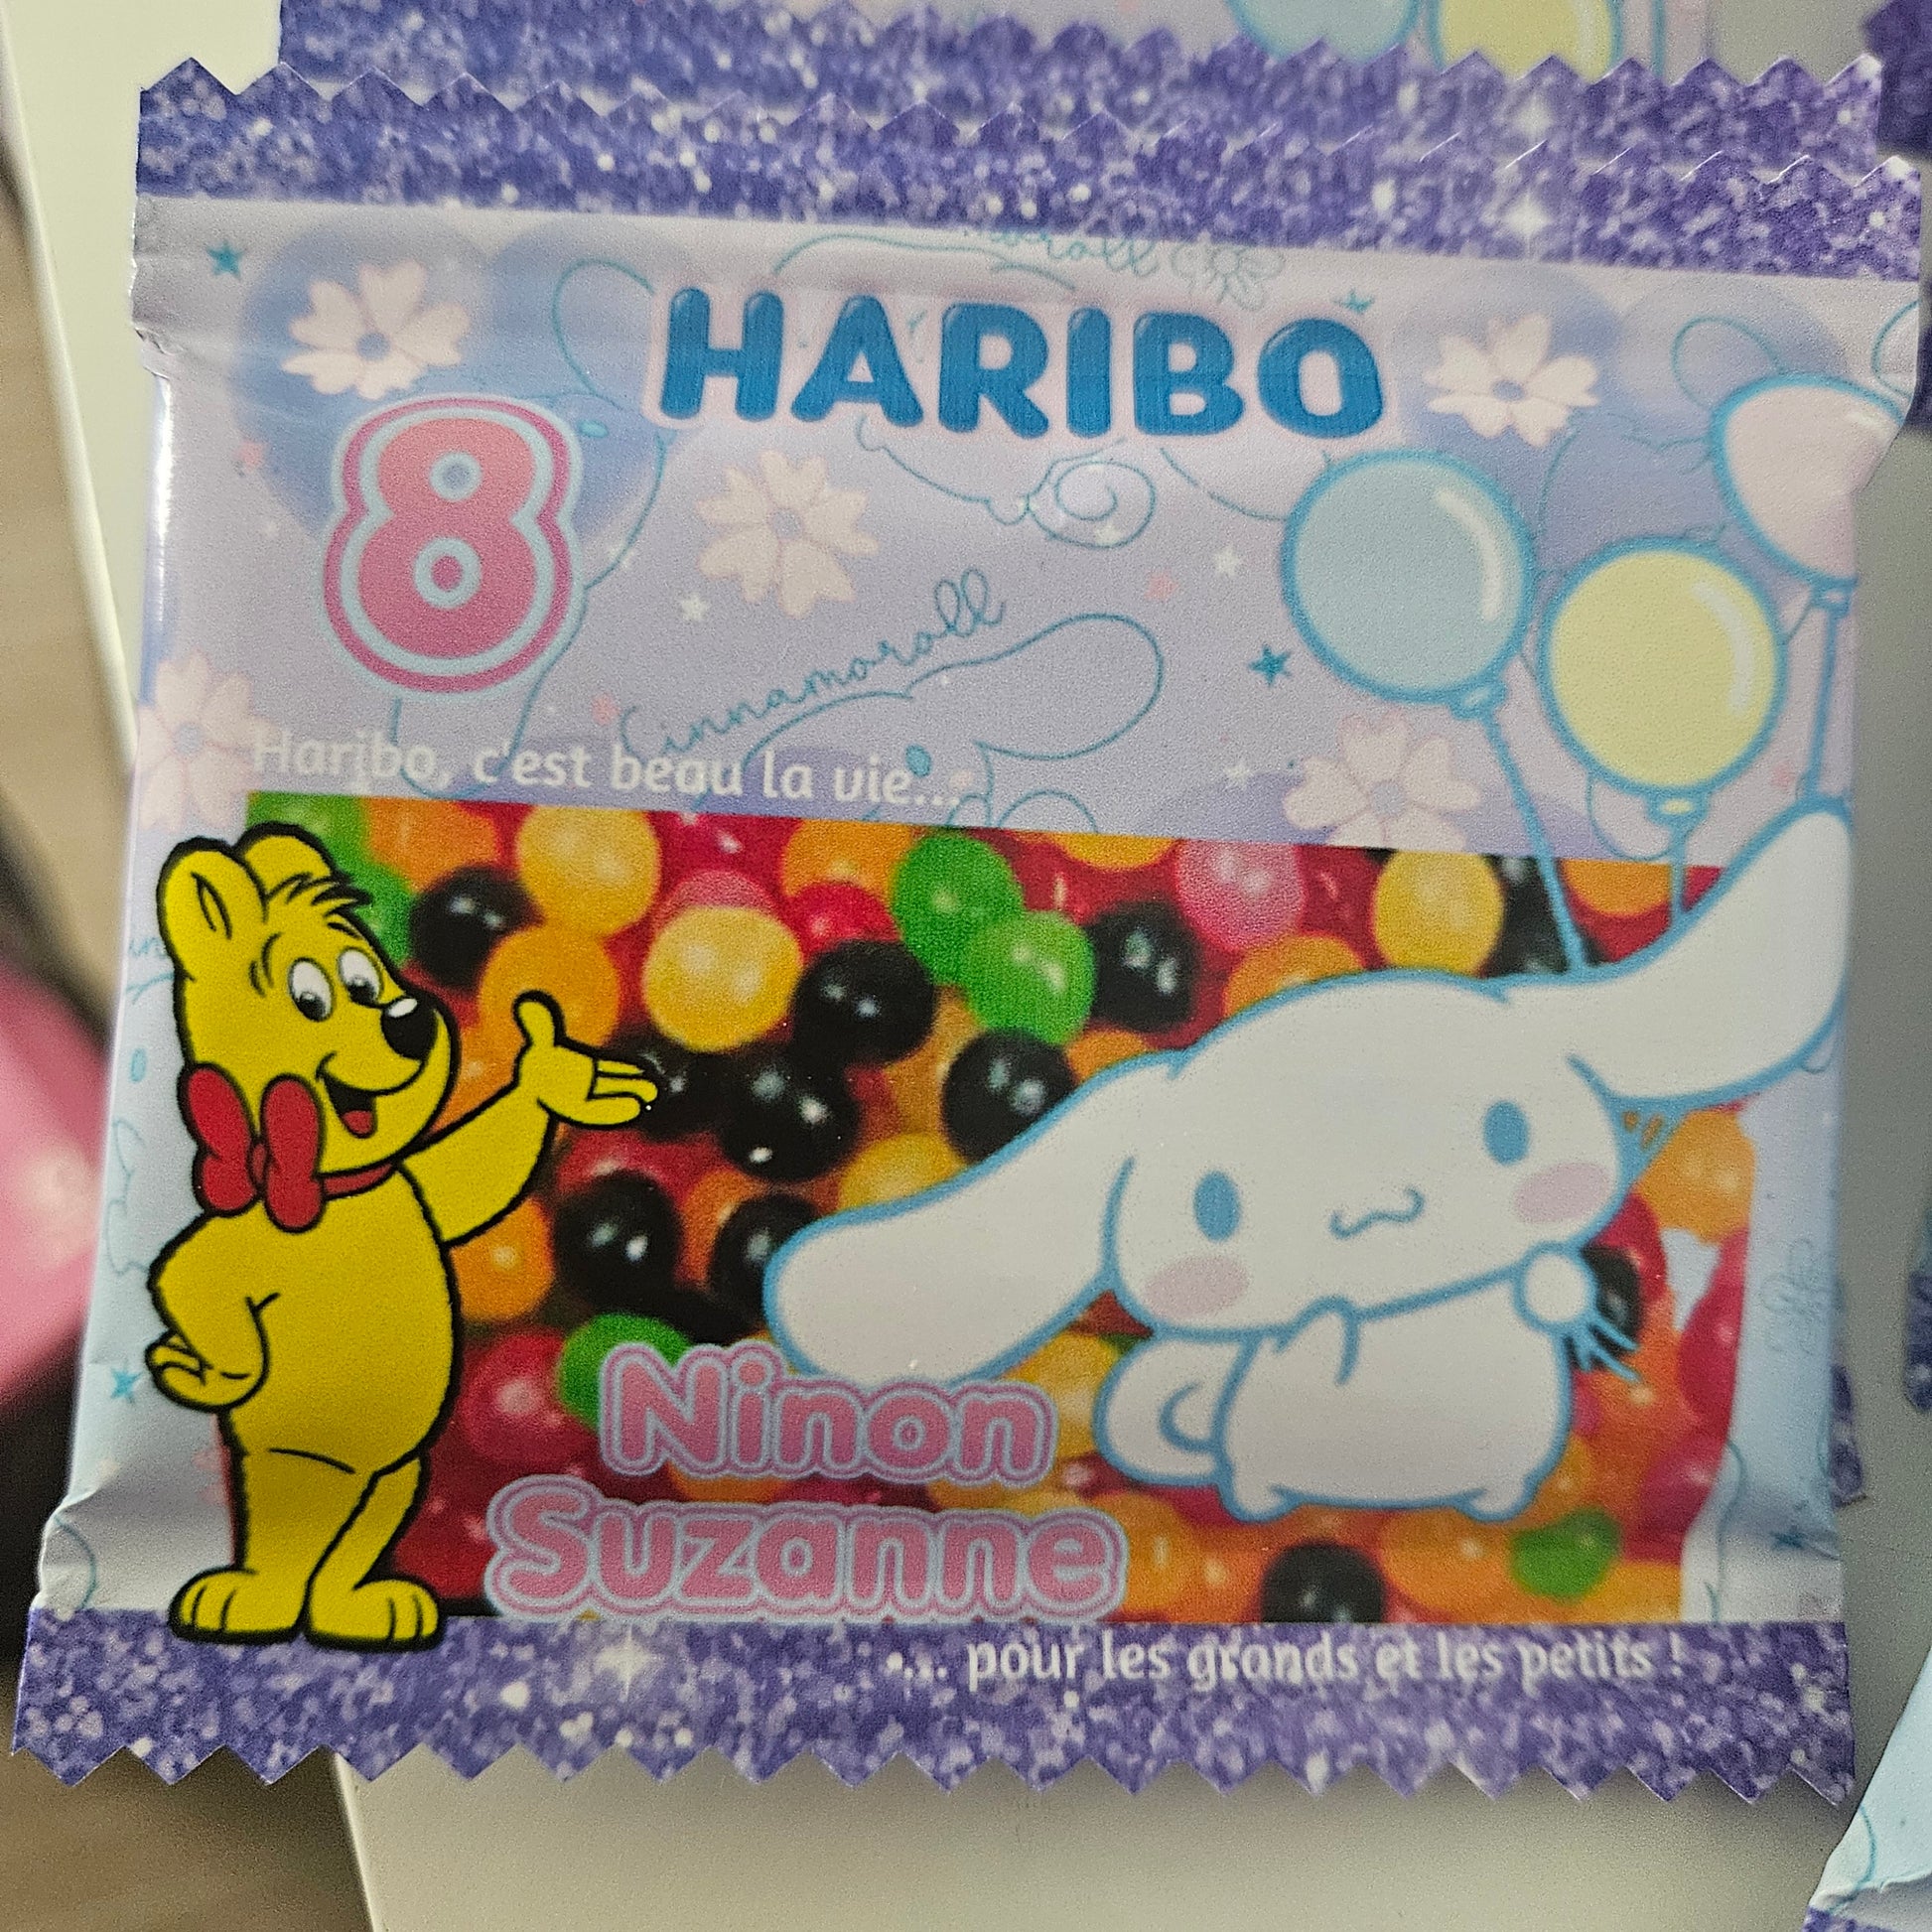 HARIBO
8
Cinnamoroll
Haribo, c'est beau la vie...
Ninon
Suzanne
... pour les grands et les petits !